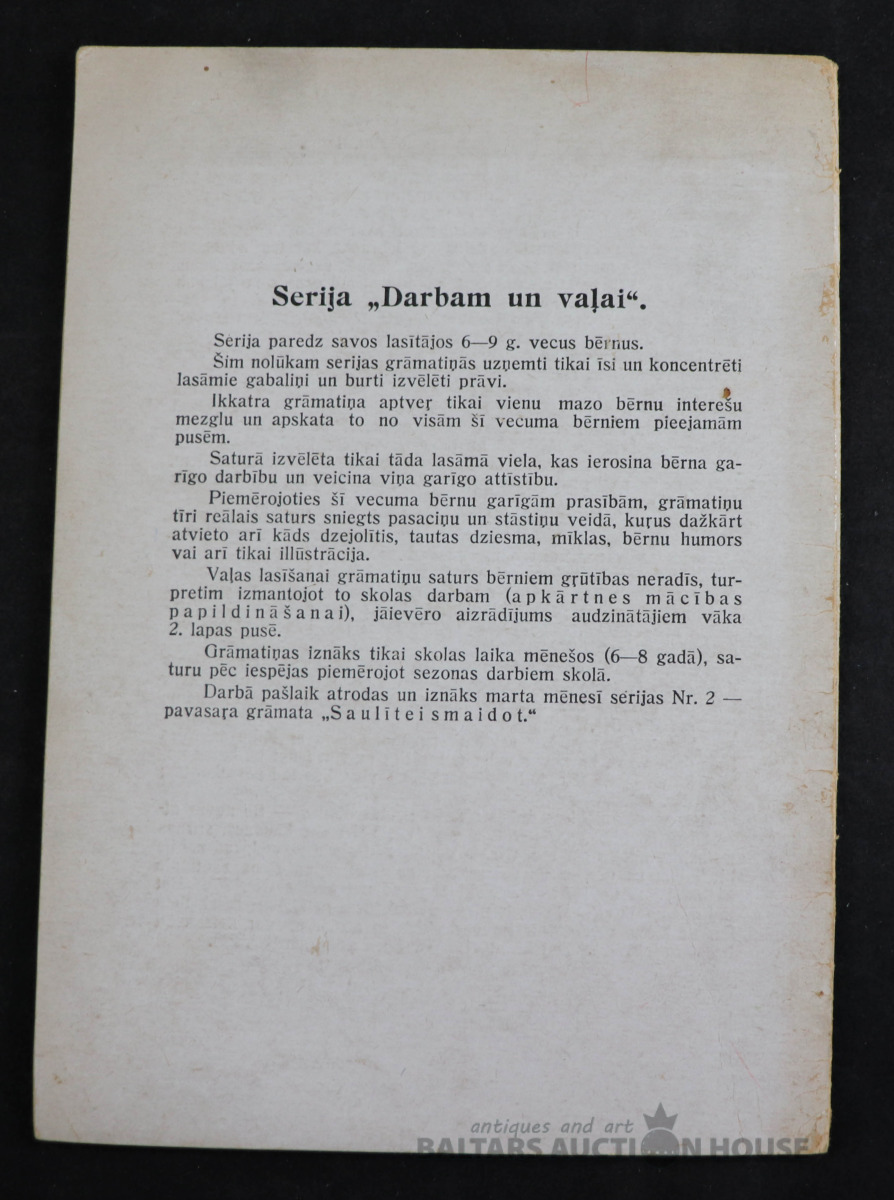 Serija „Darbam un vaļai“.
Serija paredz savos lasītājos 6—9 g. vecus bērnus.
Šim nolūkam serijas grāmatiņās uzņemti tikai īsi un koncentrēti
lasāmie gabaliņi un burti izvēlēti prāvi.
Ikkatra grāmatiņa aptveŗ tikai vienu mazo bērnu interešu
mezglu un apskata to no visām šī vecuma bērniem pieejamām
pusēm.
Saturā izvēlēta tikai tāda lasāmā viela, kas ierosina bērna ga-
rīgo darbību un veicina viņa garīgo attīstību.
Piemērojoties šī vecuma bērnu garīgām prasībām, grāmatiņu
tīri reālais saturs sniegts pasaciņu un stāstiņu veidā, kuŗus dažkārt
atvieto arī kāds dzejolītis, tautas dziesma, mīklas, bērnu humors
vai arī tikai illūstrācija.
Vaļas lasīšanai grāmatiņu saturs bērniem gŗūtības neradīs, tur-
pretim izmantojot to skolas darbam (apkārtnes mācības
papildināšanai), jāievēro aizrādījums audzinātājiem vāka
2. lapas pusē.
Grāmatiņas iznāks tikai skolas laika mēnešos (6—8 gadā), sa-
turu pēc iespējas piemērojot sezonas darbiem skolā.
Darbā pašlaik atrodas un iznāks marta mēnesī serijas Nr. 2 —
pavasaŗa grāmata „Saulīte ismaidot.“
antiques and art
BALTARS AUCTION HOUSE